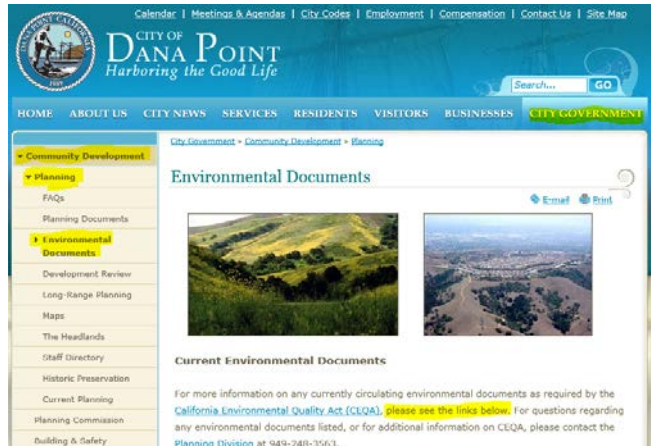 Calendar | Meetings & Agendas | City Codes | Employment | Compensation | Contact Us | Site Map
CITY OF
DANA POINT
Harboring the Good Life
Search... GO
HOME ABOUT US CITY NEWS SERVICES RESIDENTS VISITORS BUSINESSES CITY GOVERNMENT
Community Development
Planning
FAQs
Planning Documents
Environmental
Documents
Development Review
Long-Range Planning
Maps
The Headlands
Staff Directory
Historic Preservation
Current Planning
Planning Commission
Building & Safety
City Government • Community Development • Planning
Environmental Documents
E-mail Print
Current Environmental Documents
For more information on any currently circulating environmental documents as required by the
California Environmental Quality Act (CEQA), please see the links below. For questions regarding
any environmental documents listed, or for additional information on CEQA, please contact the
Planning Division at 949-248-3563.